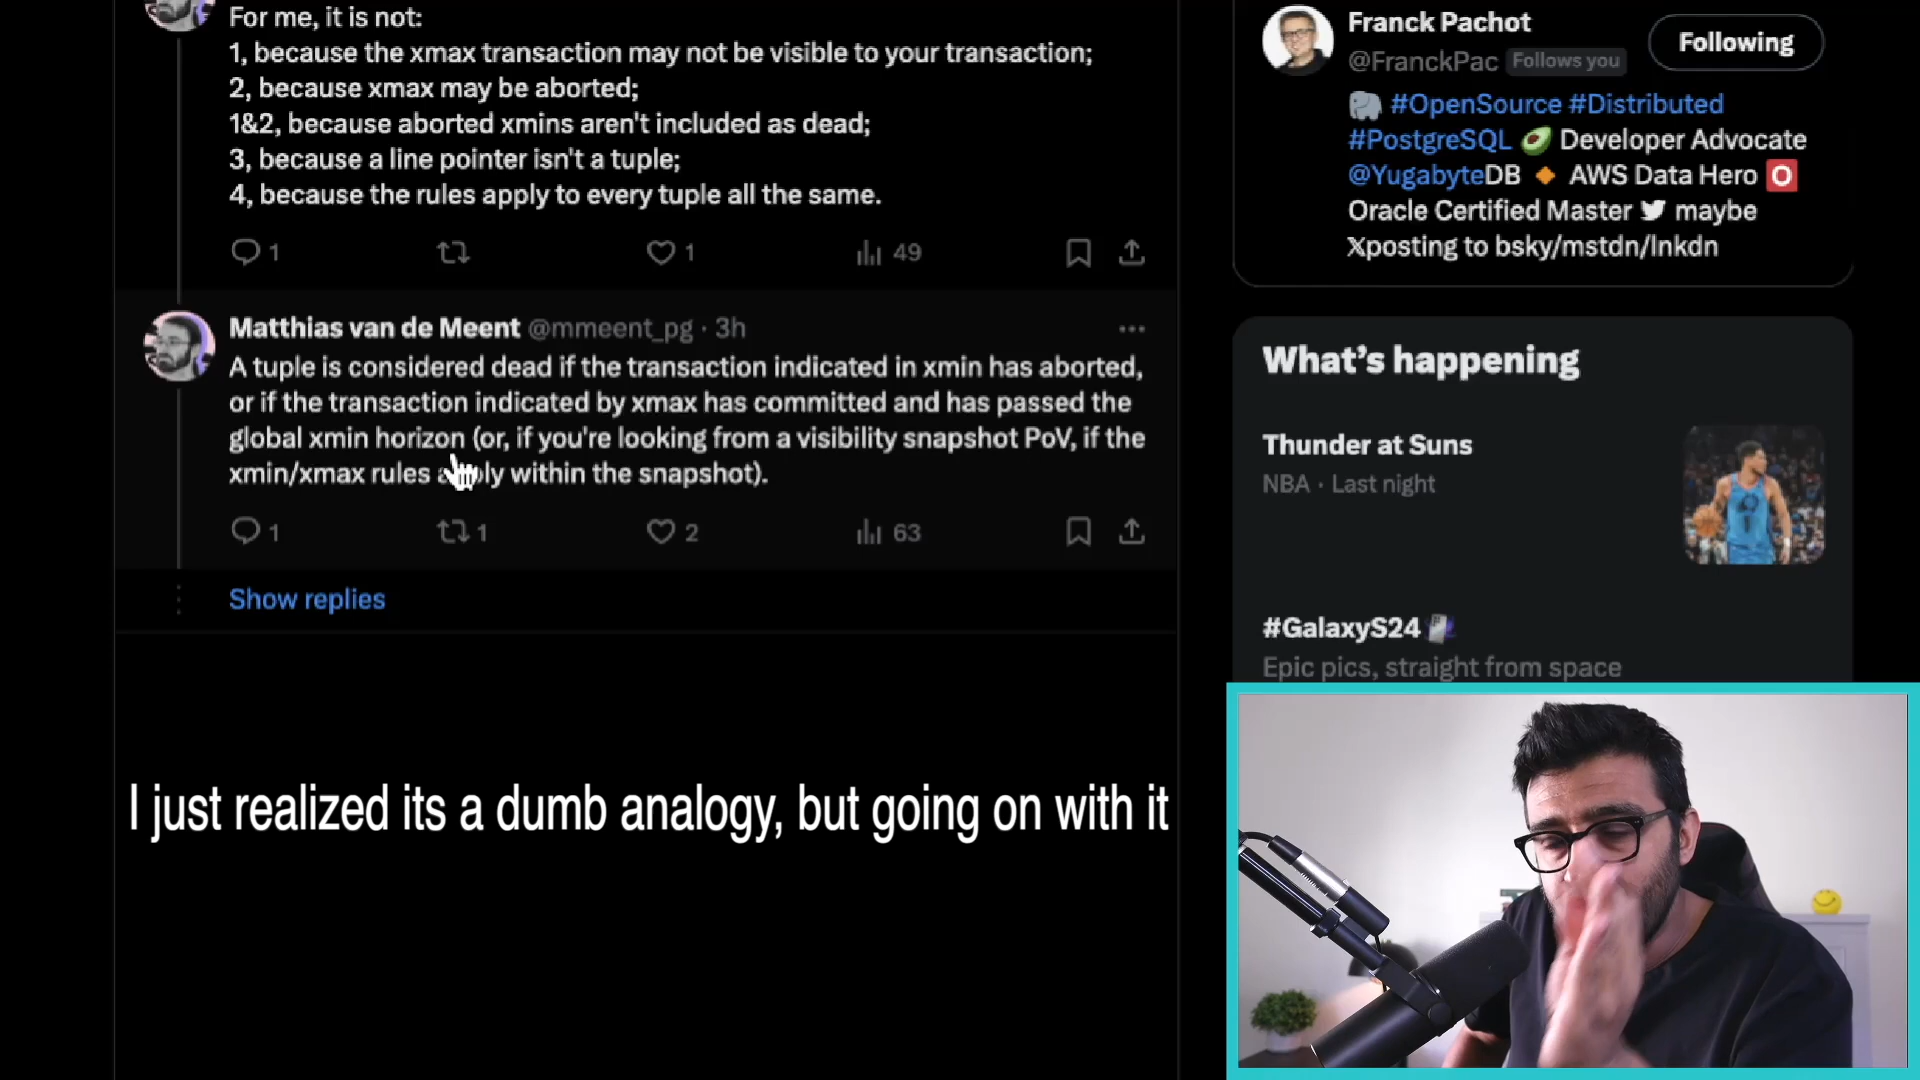 For me, it is not:
1, because the xmax transaction may not be visible to your transaction;
2, because xmax may be aborted;
1&2, because aborted xmins aren't included as dead;
3, because a line pointer isn't a tuple;
4, because the rules apply to every tuple all the same.
1
1
49
Matthias van de Meent @mmeent_pg · 3h
A tuple is considered dead if the transaction indicated in xmin has aborted,
or if the transaction indicated by xmax has committed and has passed the
global xmin horizon (or, if you're looking from a visibility snapshot PoV, if the
xmin/xmax rules apply within the snapshot).
1
1
2
63
Show replies
I just realized its a dumb analogy, but going on with it
Franck Pachot
@FranckPac Follows you
Following
#OpenSource #Distributed
#PostgreSQL 🥑 Developer Advocate
@YugabyteDB 🔸 AWS Data Hero 🅾
Oracle Certified Master maybe
𝕏posting to bsky/mstdn/lnkdn
What's happening
Thunder at Suns
NBA · Last night
#GalaxyS24
Epic pics, straight from space